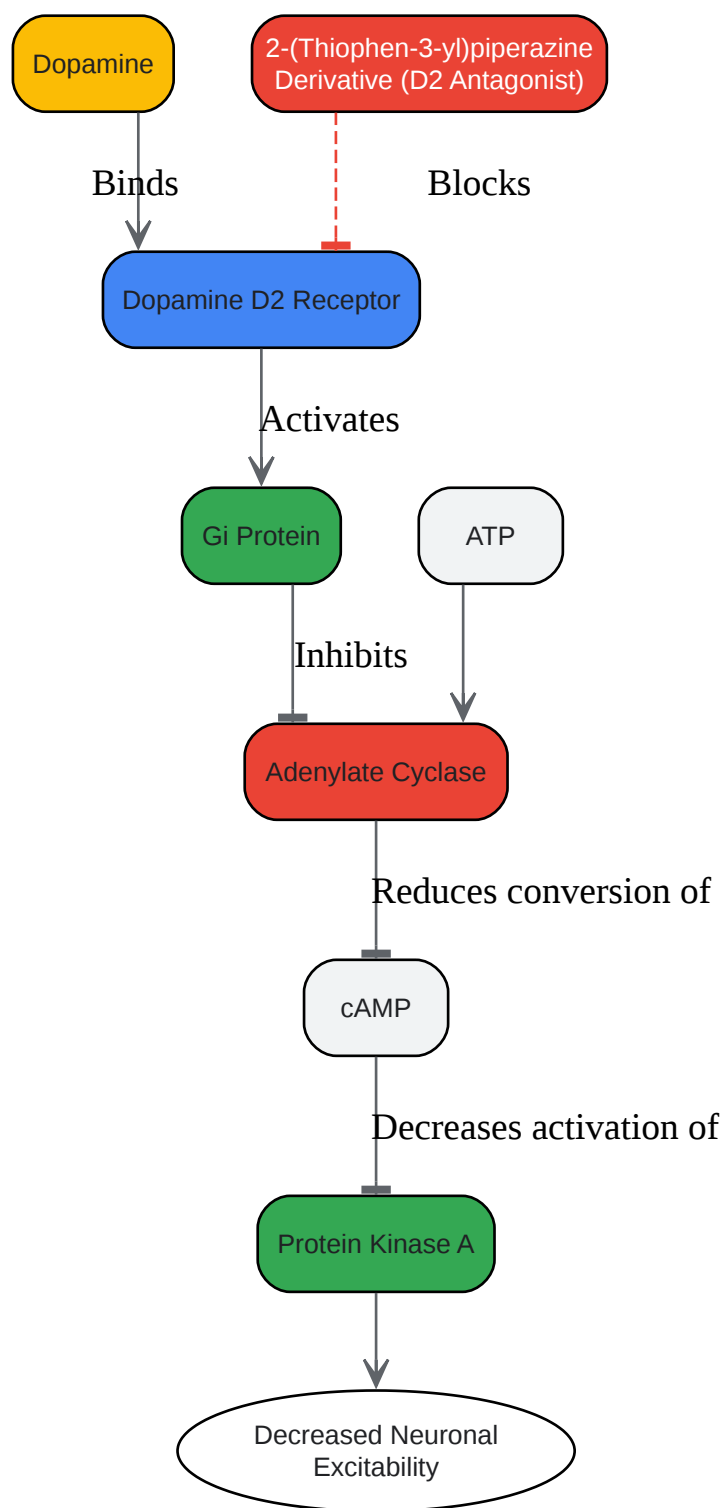 Dopamine
2-(Thiophen-3-yl)piperazine
Derivative (D2 Antagonist)
Binds
Blocks
Dopamine D2 Receptor
Activates
Gi Protein
ATP
Inhibits
Adenylate Cyclase
Reduces conversion of
cAMP
Decreases activation of
Protein Kinase A
Decreased Neuronal
Excitability